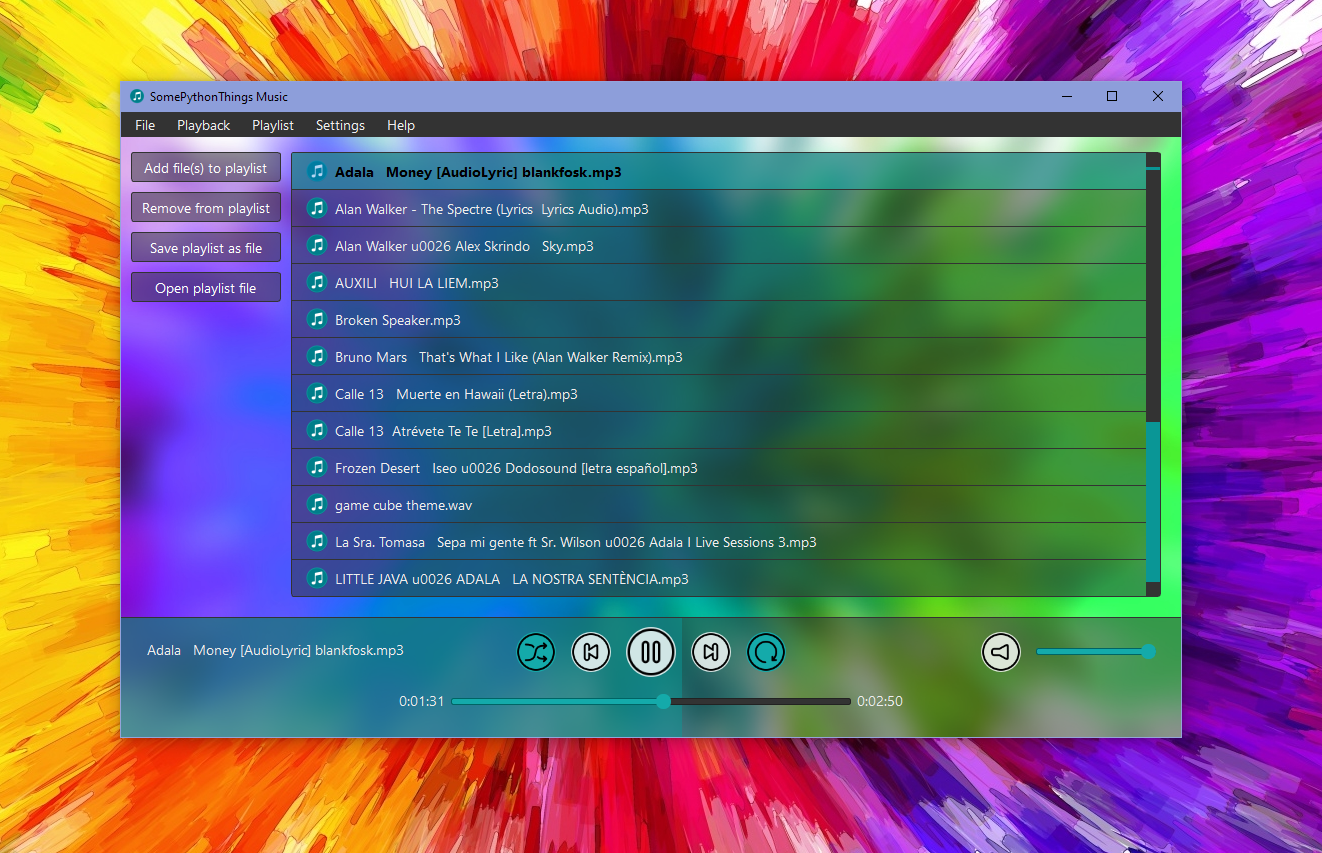 SomePythonThings Music
File Playback Playlist Settings Help
Add file(s) to playlist
Remove from playlist
Save playlist as file
Open playlist file
Adala   Money [AudioLyric] blankfosk.mp3
Alan Walker - The Spectre (Lyrics  Lyrics Audio).mp3
Alan Walker u0026 Alex Skrindo   Sky.mp3
AUXILI   HUI LA LIEM.mp3
Broken Speaker.mp3
Bruno Mars   That's What I Like (Alan Walker Remix).mp3
Calle 13   Muerte en Hawaii (Letra).mp3
Calle 13  Atrévete Te Te [Letra].mp3
Frozen Desert   Iseo u0026 Dodosound [letra español].mp3
game cube theme.wav
La Sra. Tomasa   Sepa mi gente ft Sr. Wilson u0026 Adala I Live Sessions 3.mp3
LITTLE JAVA u0026 ADALA   LA NOSTRA SENTÈNCIA.mp3
Adala   Money [AudioLyric] blankfosk.mp3
0:01:31 0:02:50